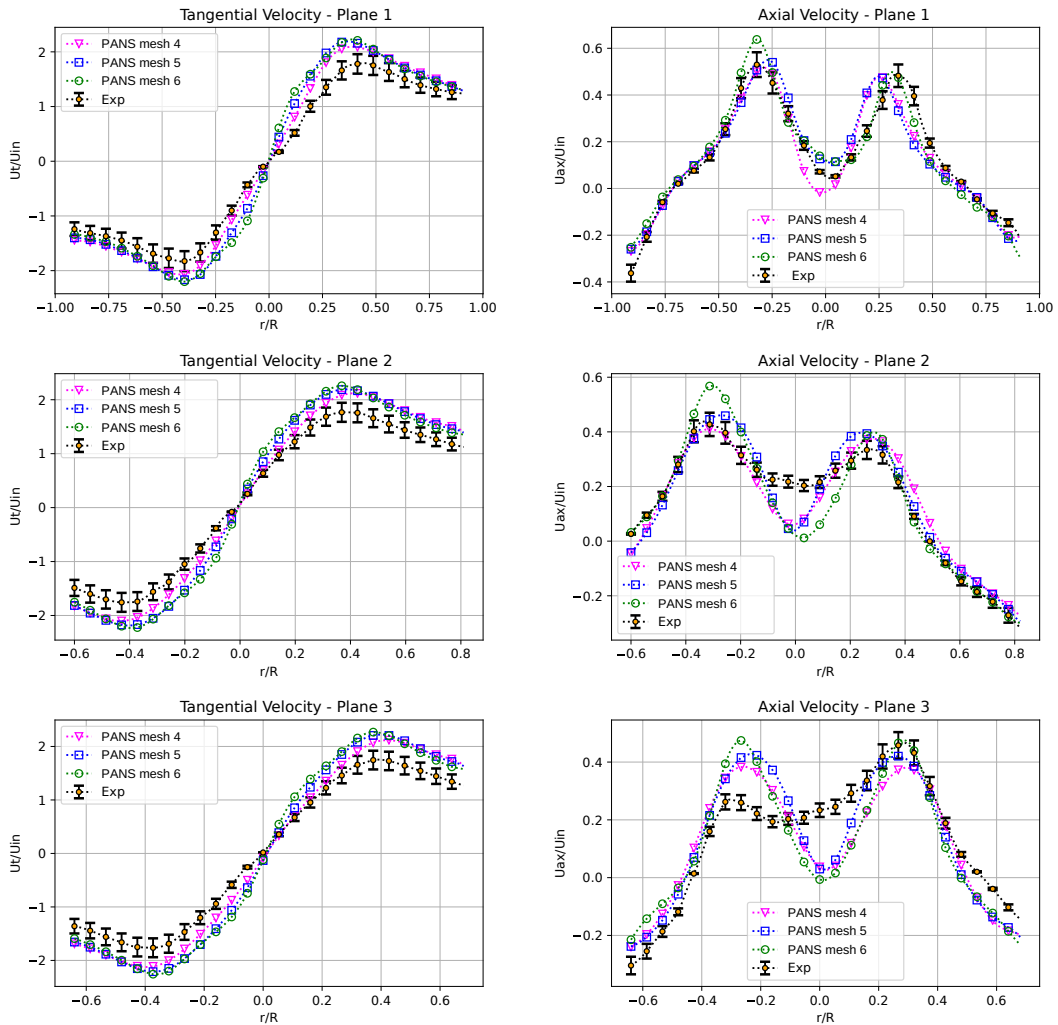 Tangential Velocity - Plane 1
Ut/Uin
2
1
0
−1
−2
PANS mesh 4
PANS mesh 5
PANS mesh 6
Exp
−1.00 −0.75 −0.50 −0.25 0.00 0.25 0.50 0.75 1.00
r/R
Axial Velocity - Plane 1
Uax/Uin
0.6
0.4
0.2
0.0
−0.2
−0.4
PANS mesh 4
PANS mesh 5
PANS mesh 6
Exp
−0.75 −0.50 −0.25 0.00 0.25 0.50 0.75 1.00
r/R
Tangential Velocity - Plane 2
Ut/Uin
2
1
0
−1
−2
PANS mesh 4
PANS mesh 5
PANS mesh 6
Exp
−0.6 −0.4 −0.2 0.0 0.2 0.4 0.6 0.8
r/R
Axial Velocity - Plane 2
Uax/Uin
0.6
0.4
0.2
0.0
−0.2
PANS mesh 4
PANS mesh 5
PANS mesh 6
Exp
−0.6 −0.4 −0.2 0.0 0.2 0.4 0.6 0.8
r/R
Tangential Velocity - Plane 3
Ut/Uin
2
1
0
−1
−2
PANS mesh 4
PANS mesh 5
PANS mesh 6
Exp
−0.6 −0.4 −0.2 0.0 0.2 0.4 0.6
r/R
Axial Velocity - Plane 3
Uax/Uin
0.4
0.2
0.0
−0.2
PANS mesh 4
PANS mesh 5
PANS mesh 6
Exp
−0.6 −0.4 −0.2 0.0 0.2 0.4 0.6
r/R